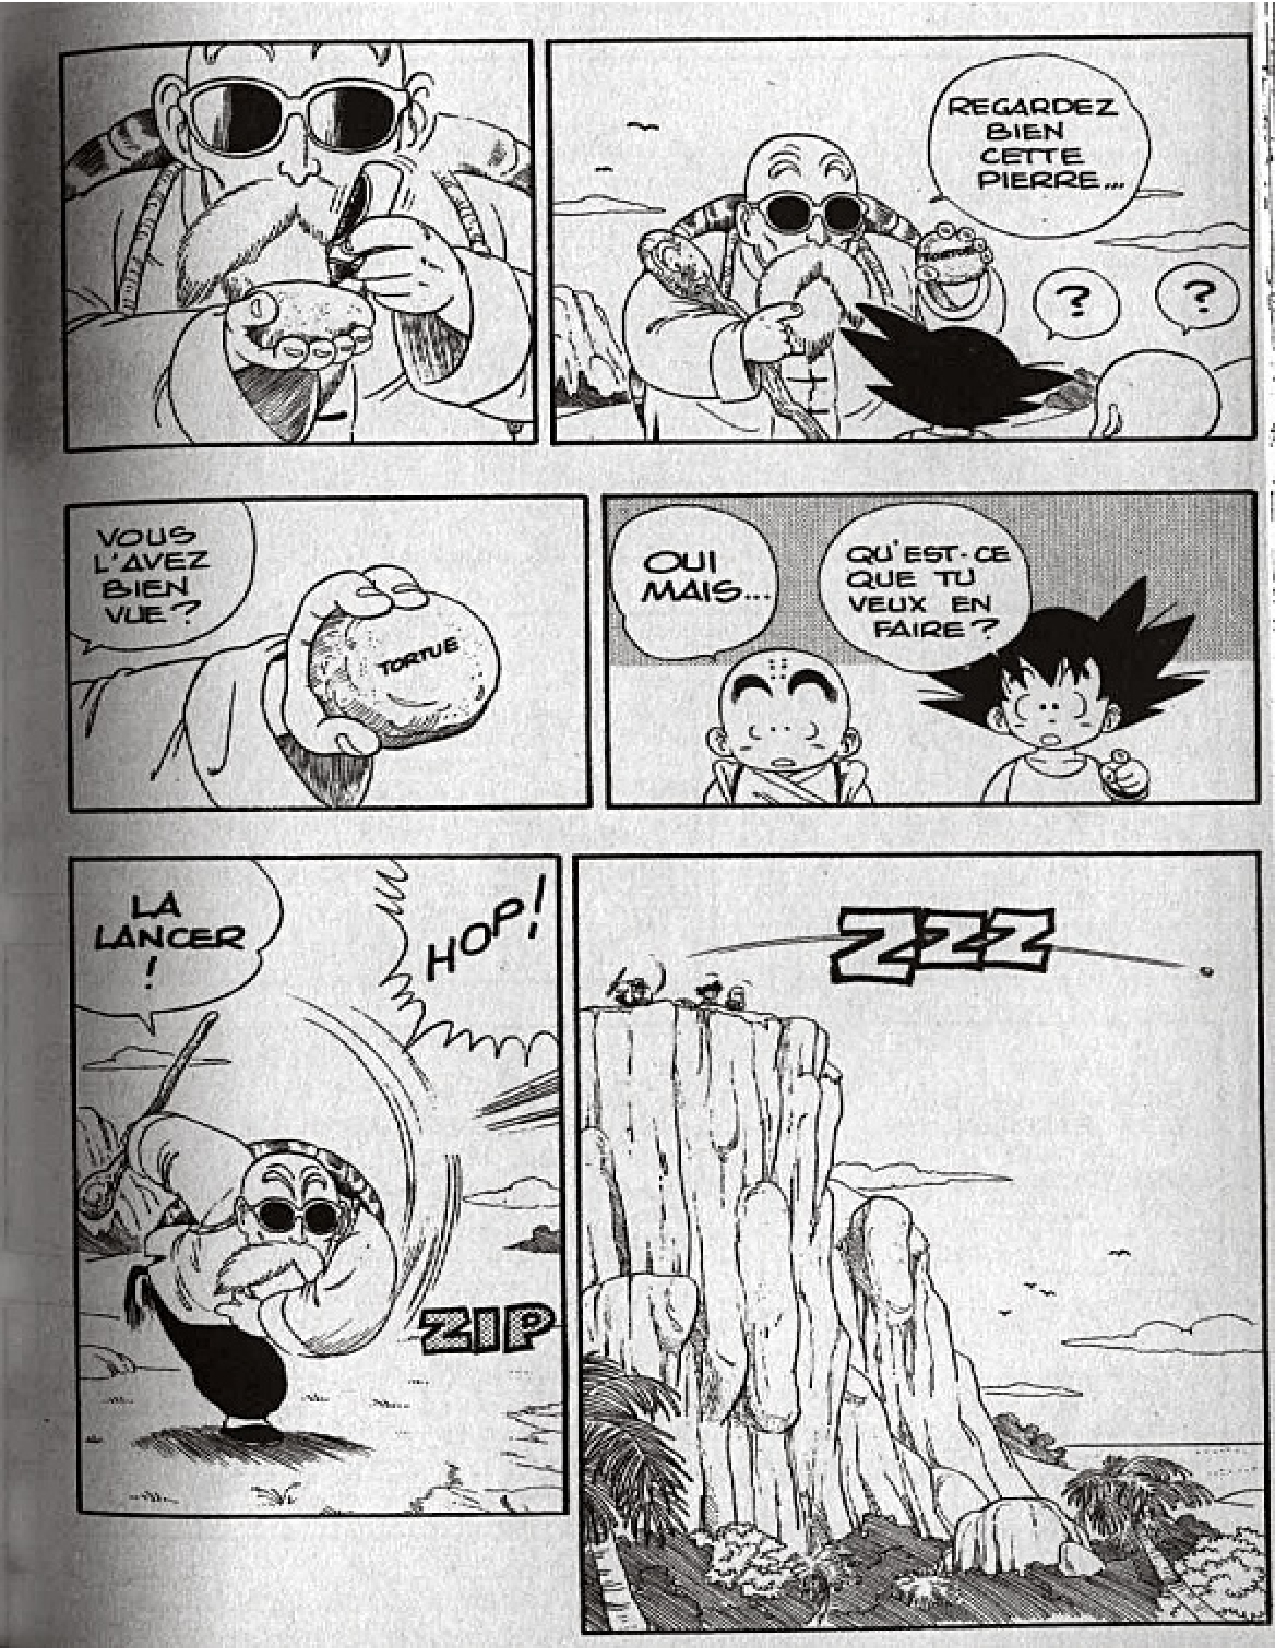 REGARDEZ
BIEN
CETTE
PIERRE...
TORTUE
?
?
VOUS
L'AVEZ
BIEN
VUE?
TORTUE
OUI
MAIS...
QU'EST-CE
QUE TU
VEUX EN
FAIRE?
LA
LANCER
!
HOP!
ZIP
ZZZ